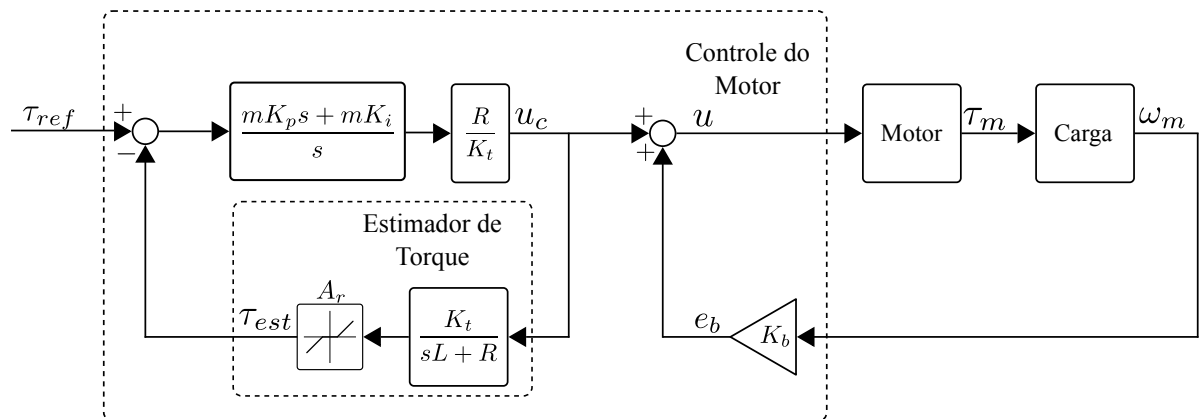 Controle do
Motor
τ_ref
+
−
mK_p s + mK_i
s
R
K_t
u_c
+
+
u
Motor
τ_m
Carga
ω_m
Estimador de
Torque
A_r
τ_est
K_t
sL + R
e_b
K_b